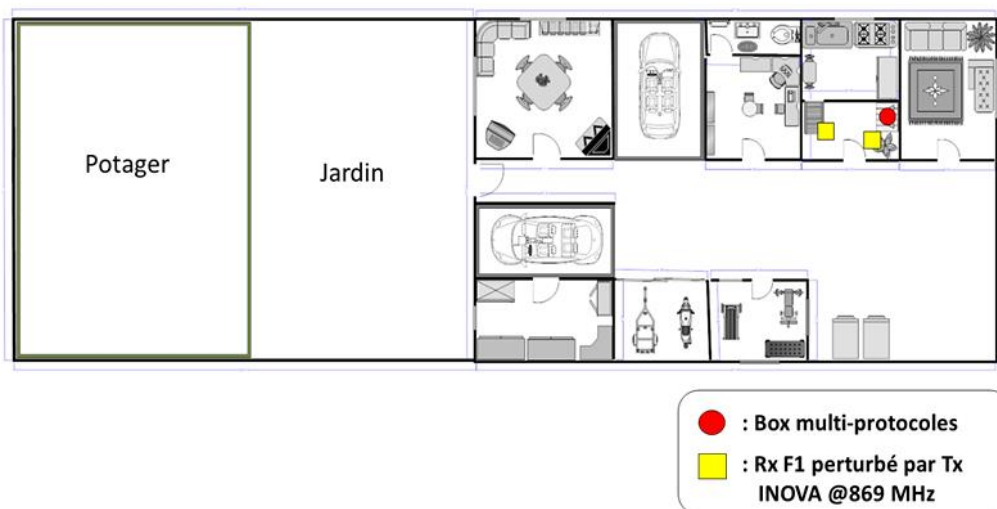 Potager
Jardin
: Box multi-protocoles
: Rx F1 perturbé par Tx
INOVA @869 MHz